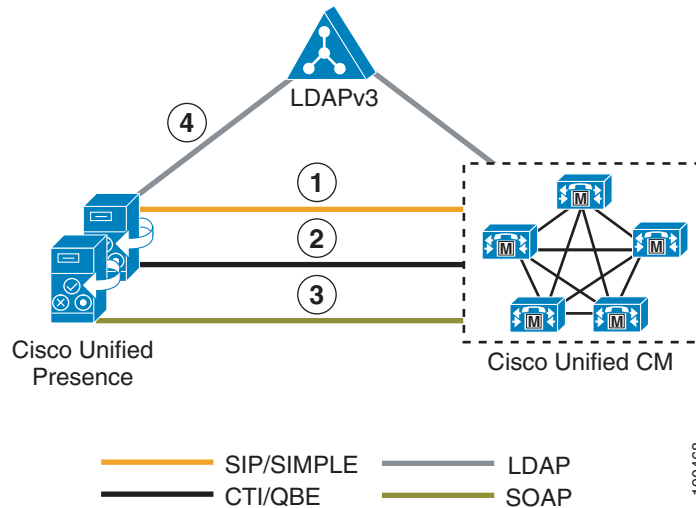 LDAPv3
4
1
2
3
M
M
M
M
M
Cisco Unified
Presence
Cisco Unified CM
SIP/SIMPLE
LDAP
CTI/QBE
SOAP